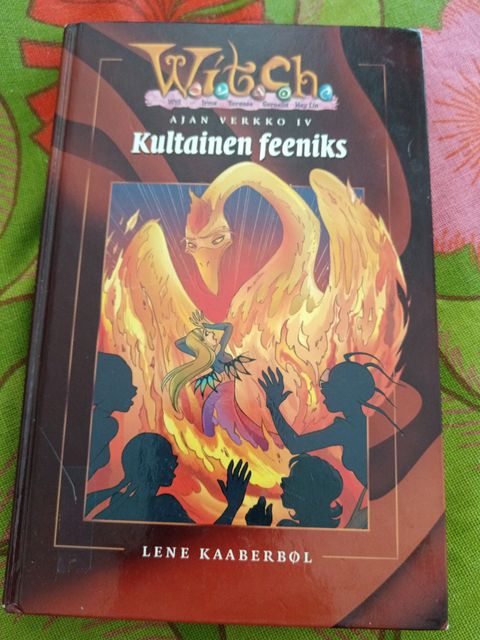 W.i.t.c.h.
Will Irma Taranee Cornelia Hay Lin
AJAN VERKKO IV
Kultainen feeniks
LENE KAABERBØL